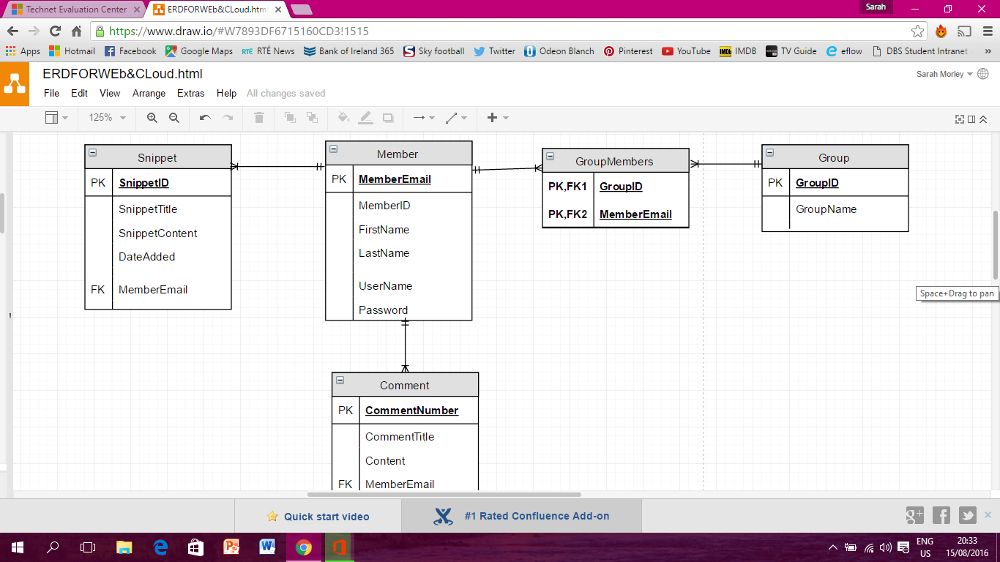 Technet Evaluation Center
ERDFORWEb&CLoud.html
Sarah
https://www.draw.io/#W7893DF6715160CD3!1515
Apps Hotmail Facebook Google Maps RTÉ RTÉ News Bank of Ireland 365 Sky football Twitter Odeon Blanch Pinterest YouTube IMDb IMDB TV Guide eflow DBS Student Intranet »
ERDFORWEb&CLoud.html
Sarah Morley
File Edit View Arrange Extras Help All changes saved
125%
Snippet
PK SnippetID
SnippetTitle
SnippetContent
DateAdded
FK MemberEmail
Member
PK MemberEmail
MemberID
FirstName
LastName
UserName
Password
GroupMembers
PK,FK1 GroupID
PK,FK2 MemberEmail
Group
PK GroupID
GroupName
Space+Drag to pan
Comment
PK CommentNumber
CommentTitle
Content
FK MemberEmail
Quick start video
#1 Rated Confluence Add-on
ENG
US
20:33
15/08/2016